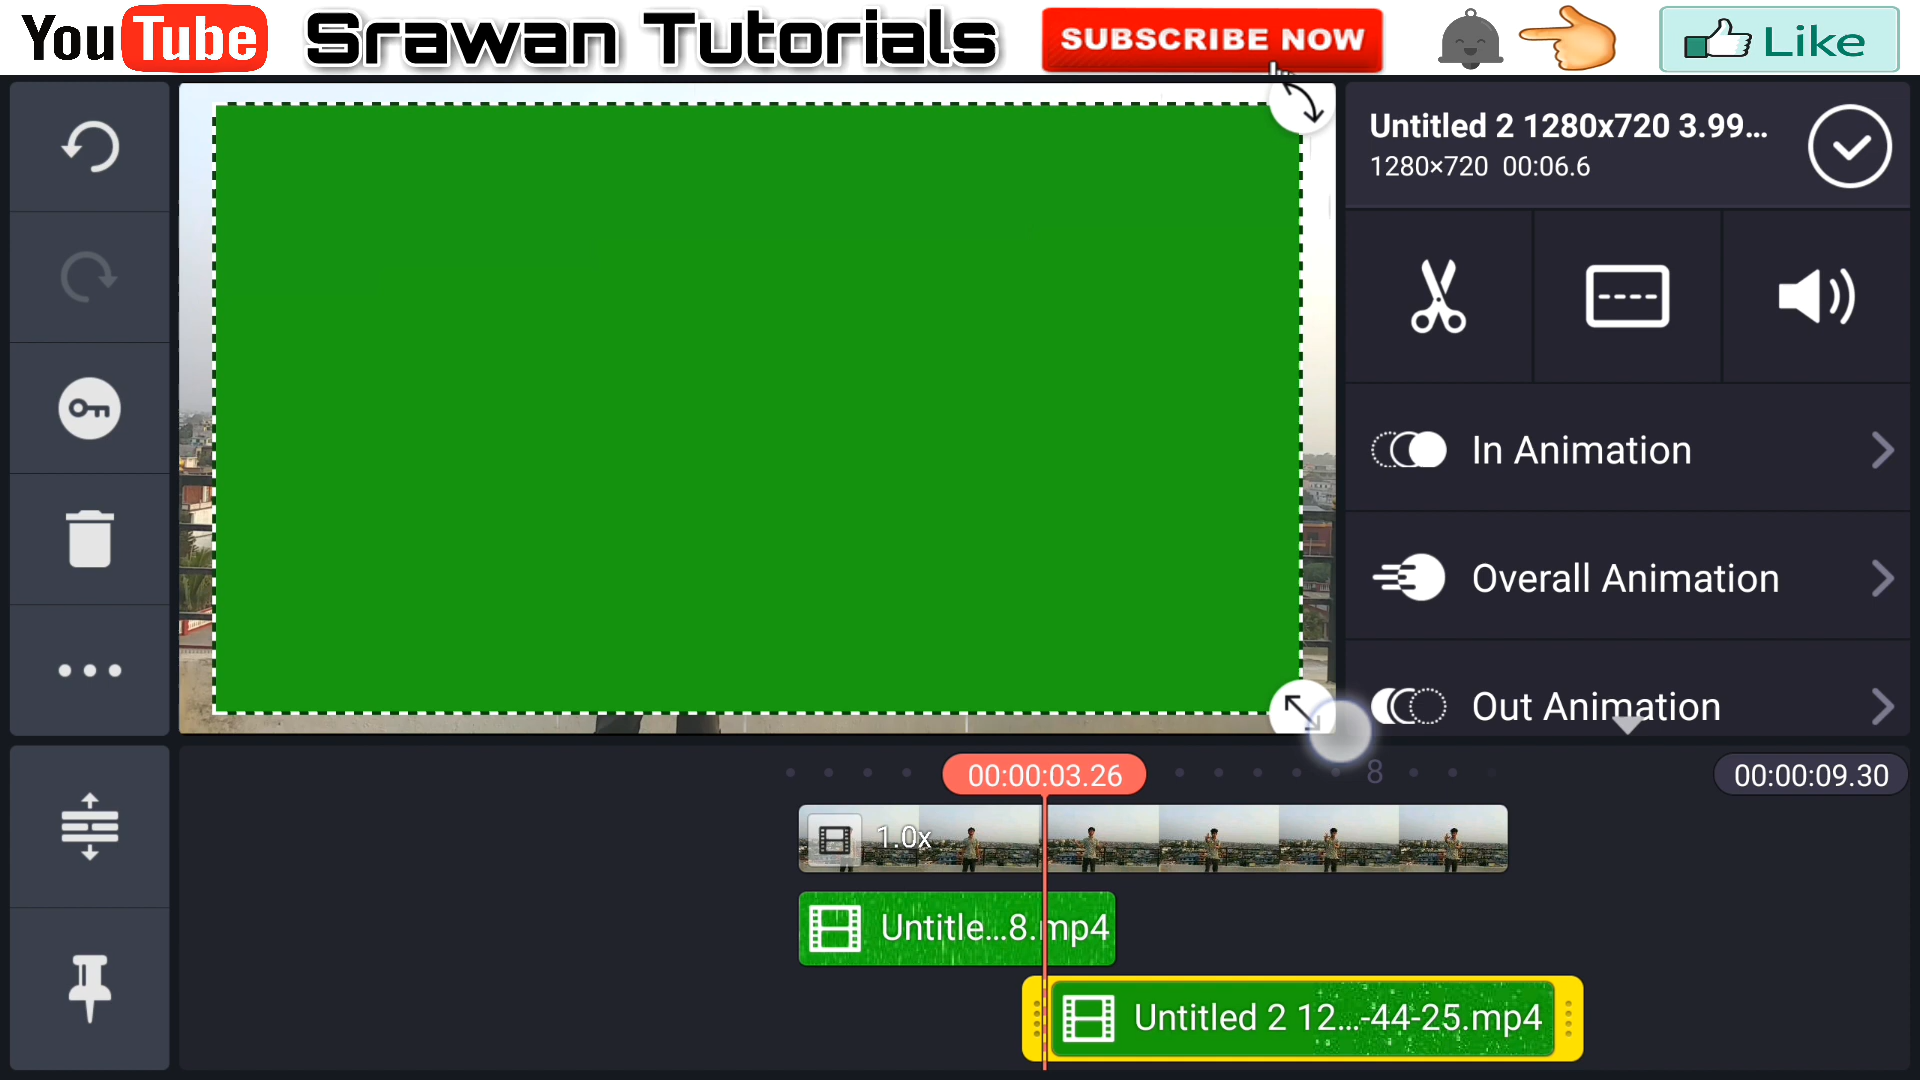 YouTube Srawan Tutorials SUBSCRIBE NOW Like
Untitled 2 1280x720 3.99...
1280×720 00:06.6
In Animation
Overall Animation
Out Animation
00:00:03.26 8 00:00:09.30
1.0x
Untitle...8.mp4
Untitled 2 12...-44-25.mp4